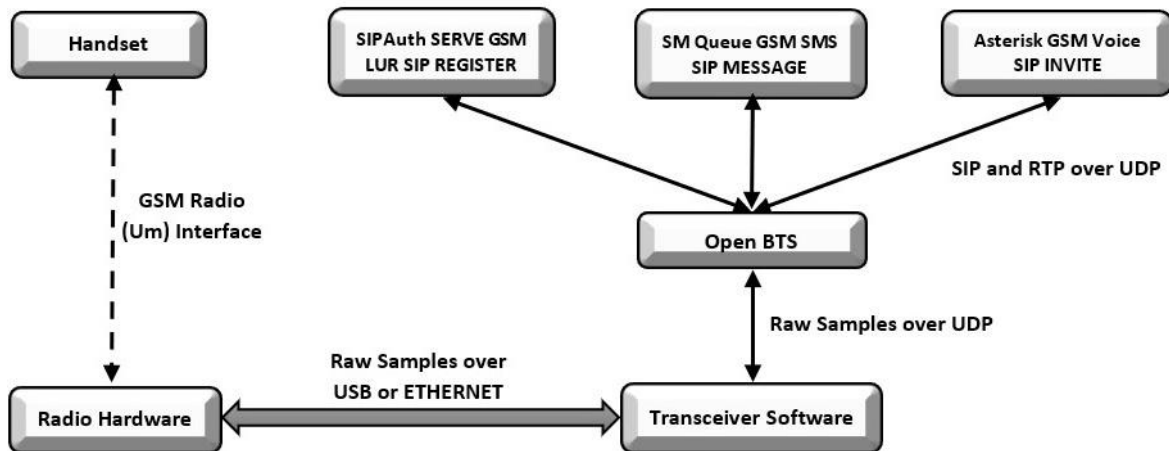 Handset
SIPAuth SERVE GSM
LUR SIP REGISTER
SM Queue GSM SMS
SIP MESSAGE
Asterisk GSM Voice
SIP INVITE
SIP and RTP over UDP
GSM Radio
(Um) Interface
Open BTS
Raw Samples over UDP
Raw Samples over
USB or ETHERNET
Radio Hardware
Transceiver Software